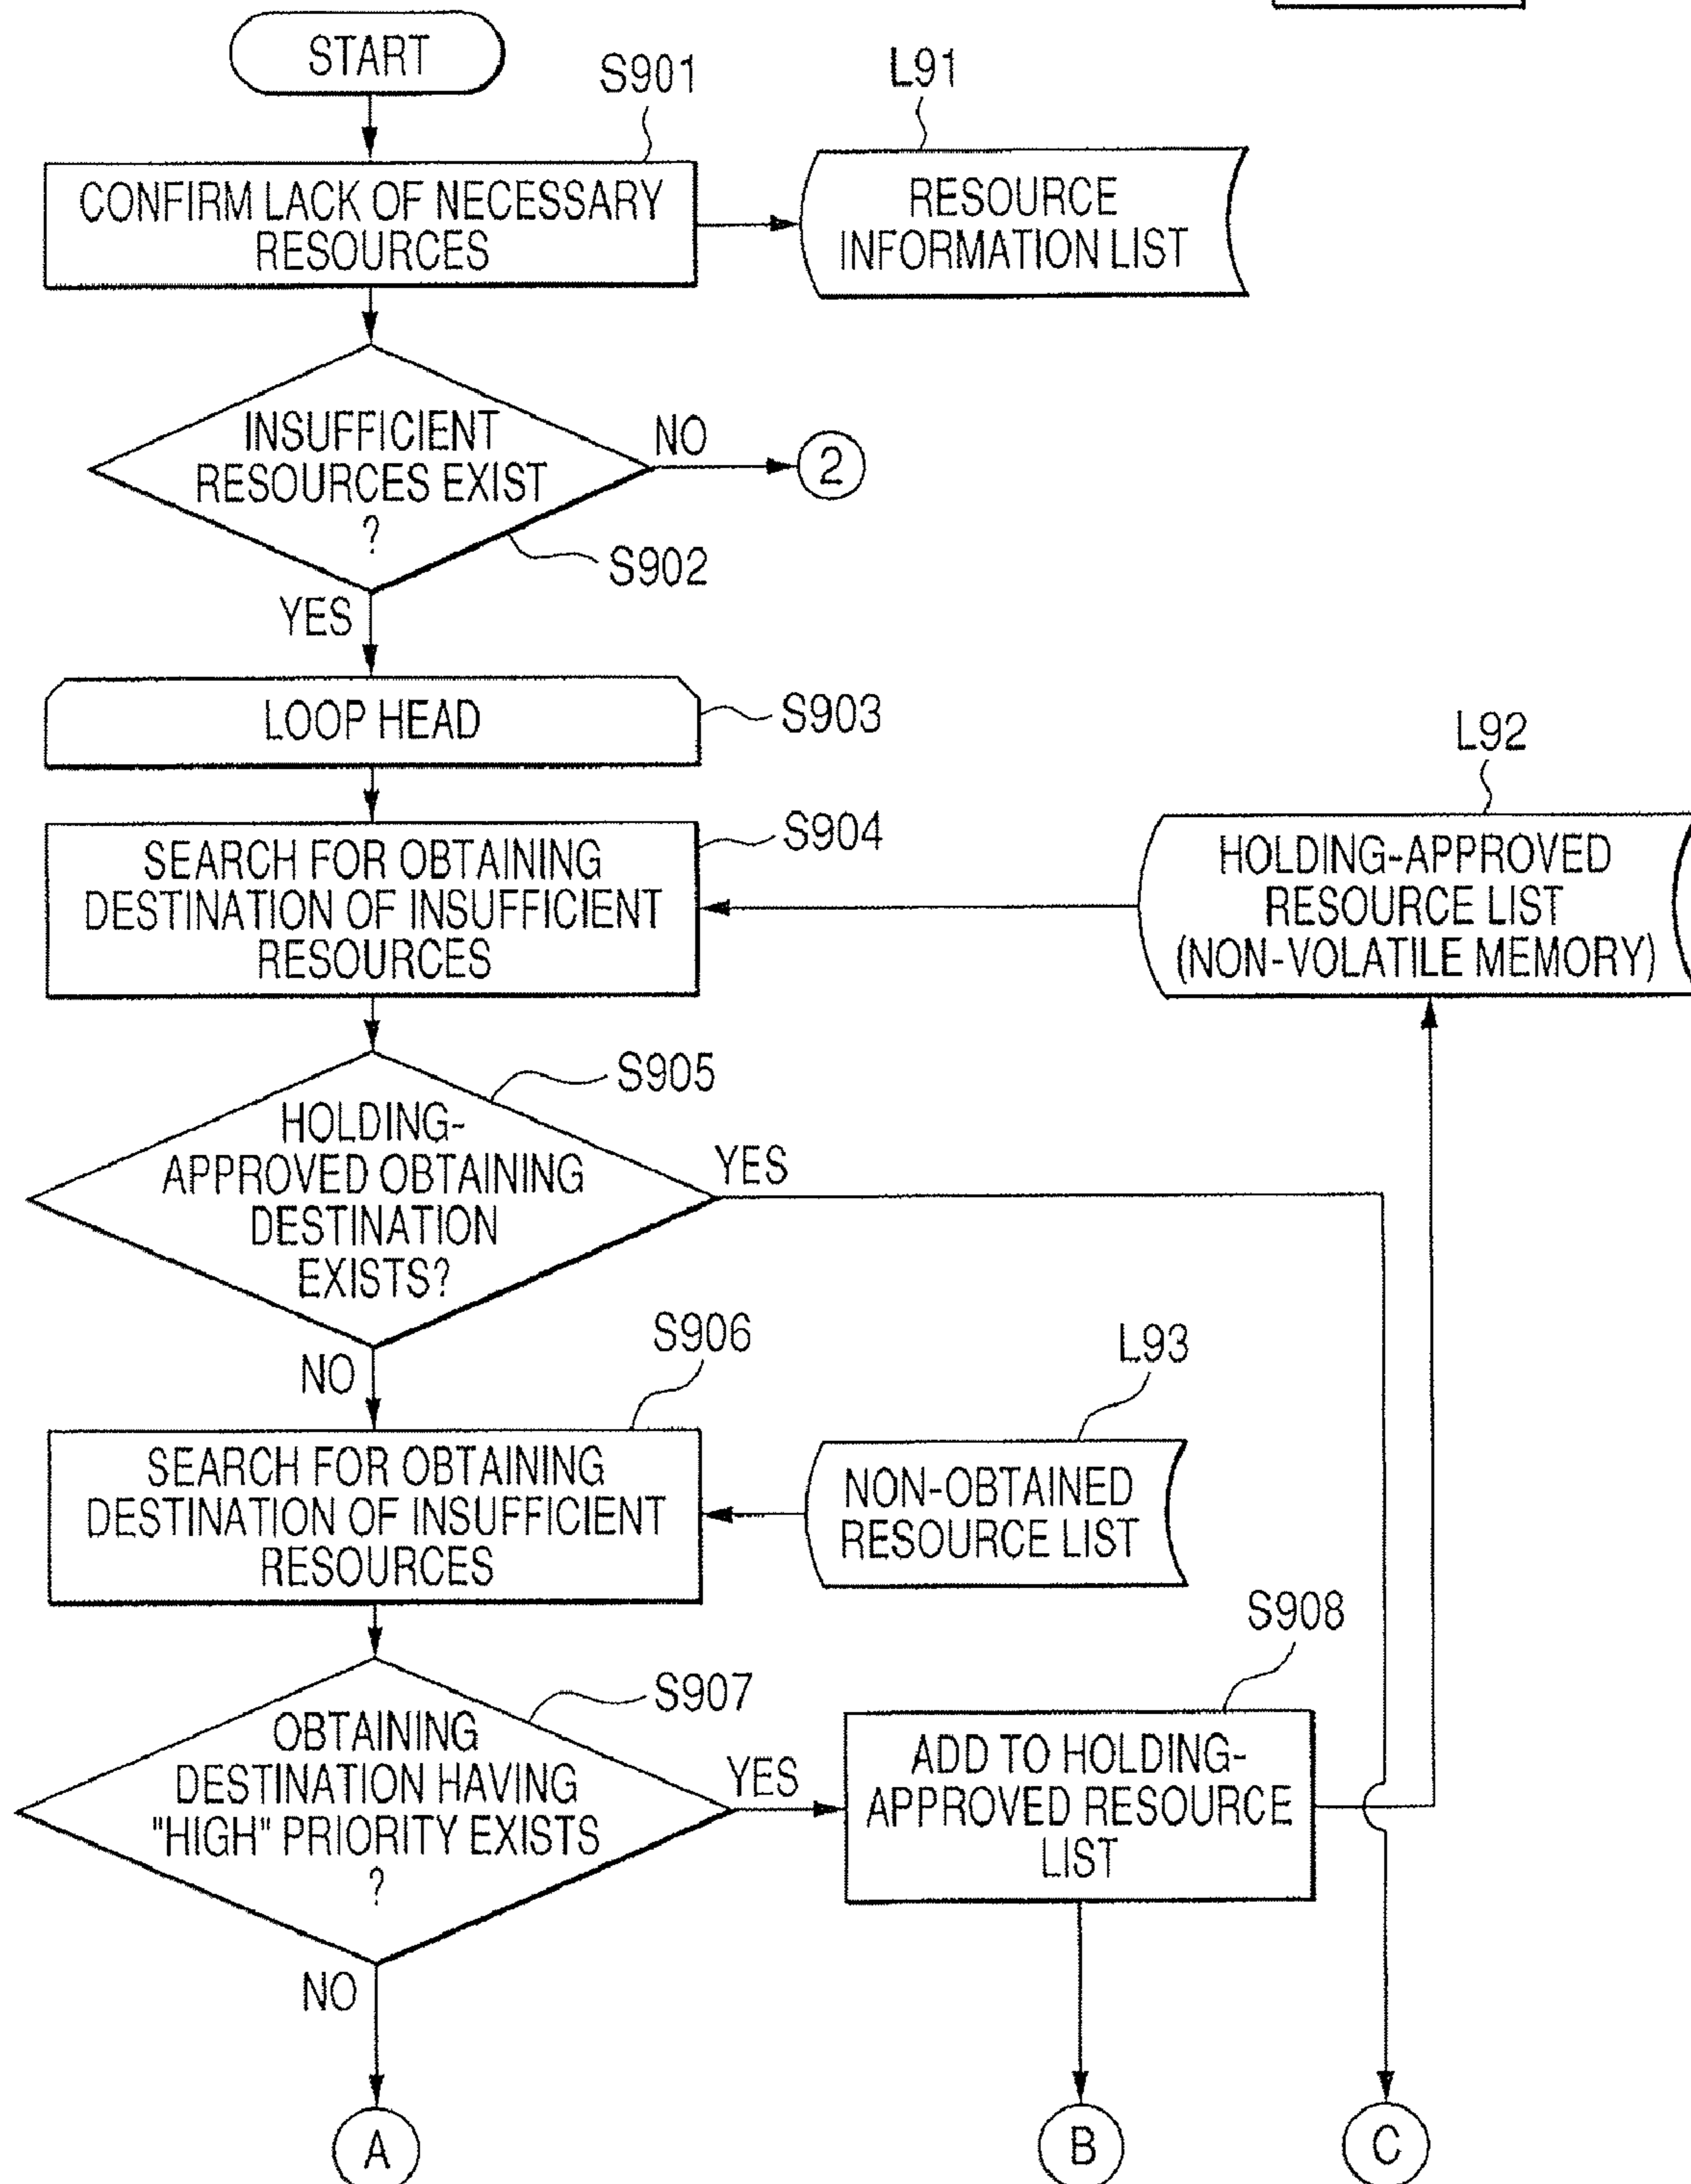 START
S901
L91
CONFIRM LACK OF NECESSARY
RESOURCES
RESOURCE
INFORMATION LIST
INSUFFICIENT
RESOURCES EXIST
?
NO
2
S902
YES
LOOP HEAD
S903
L92
SEARCH FOR OBTAINING
DESTINATION OF INSUFFICIENT
RESOURCES
S904
HOLDING-APPROVED
RESOURCE LIST
(NON-VOLATILE MEMORY)
S905
HOLDING-
APPROVED OBTAINING
DESTINATION
EXISTS?
YES
NO
S906
L93
SEARCH FOR OBTAINING
DESTINATION OF INSUFFICIENT
RESOURCES
NON-OBTAINED
RESOURCE LIST
S908
S907
OBTAINING
DESTINATION HAVING
"HIGH" PRIORITY EXISTS
?
YES
ADD TO HOLDING-
APPROVED RESOURCE
LIST
NO
A
B
C